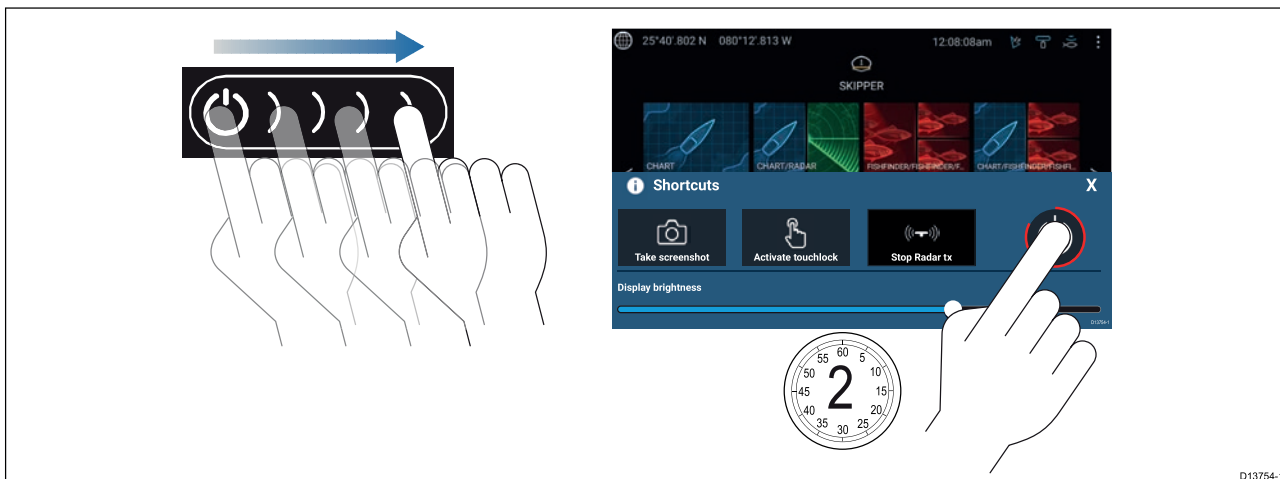 25°40'.802 N 080°12'.813 W 12:08:08am
SKIPPER
CHART CHART/RADAR FISHFINDER/FISHFINDER/F... CHART/FISHFINDER/FISHFI...
i Shortcuts X
Take screenshot Activate touchlock Stop Radar tx
Display brightness
D13754-1
60
55 5
50 10
45 2 15
40 20
35 25
30
D13754-1